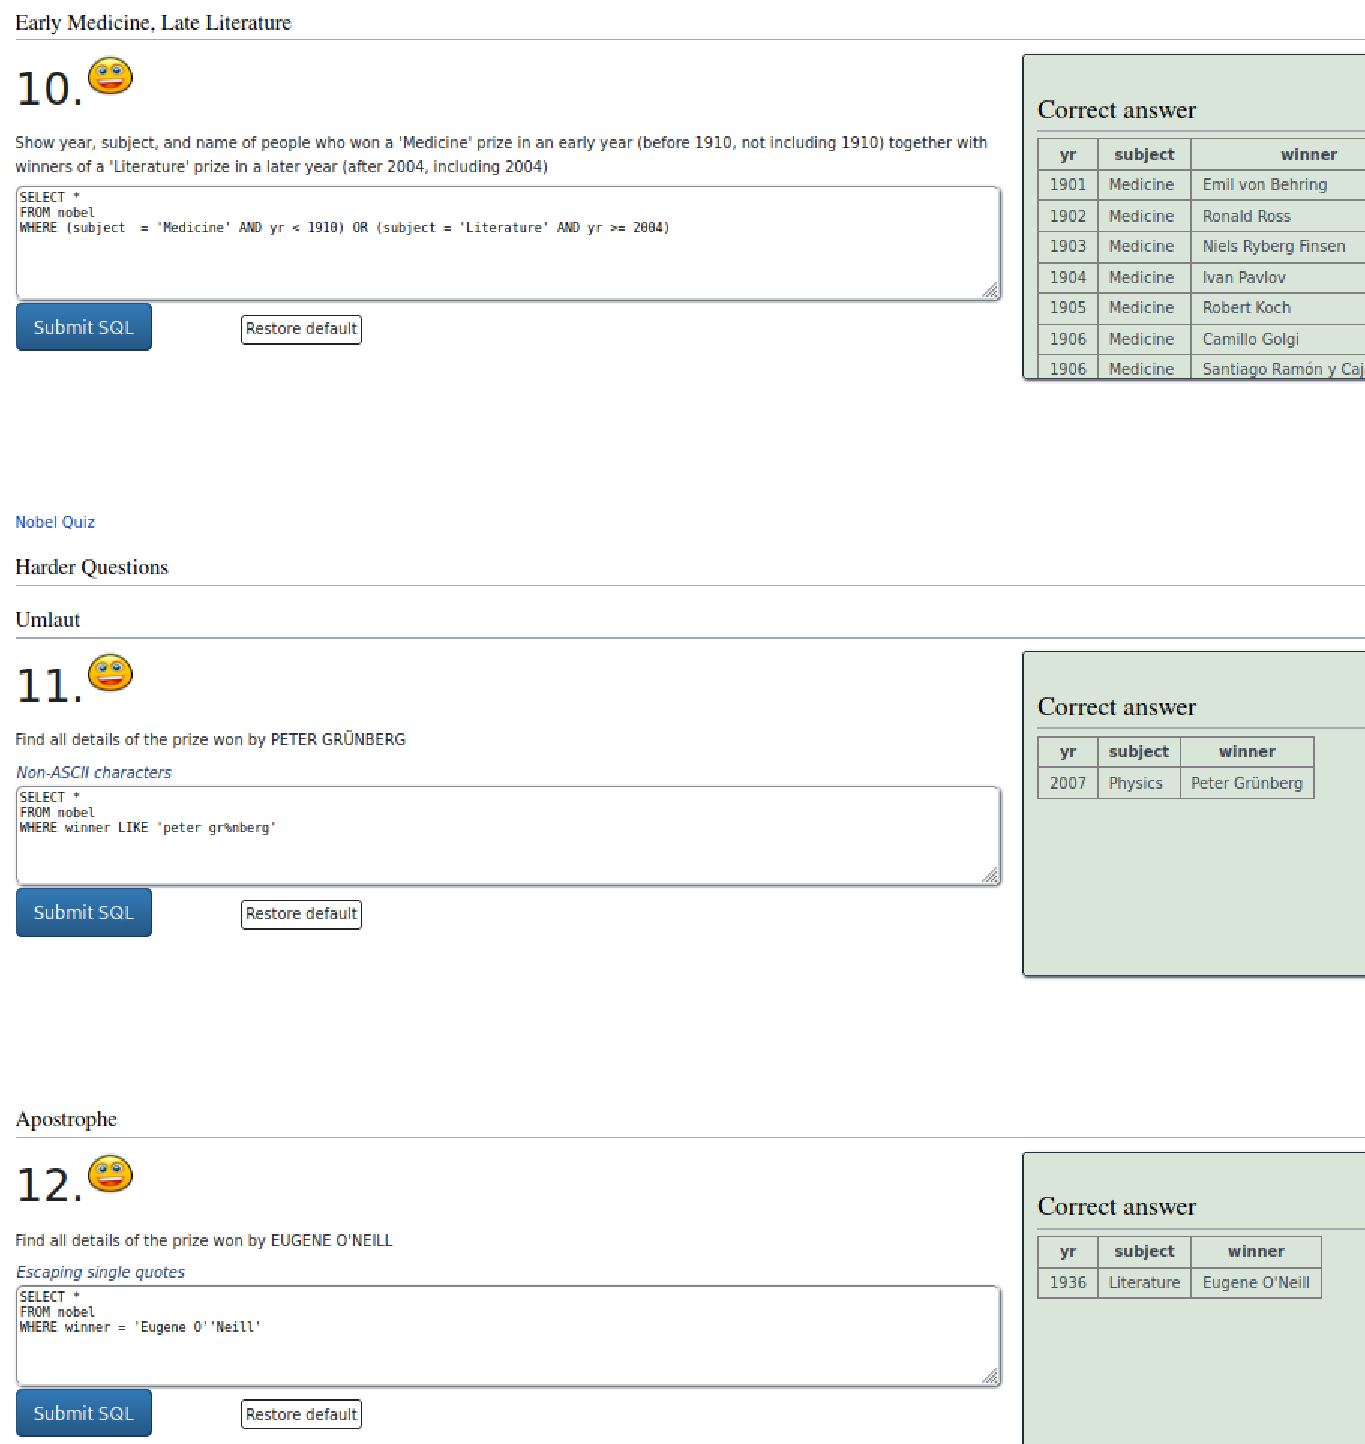 Early Medicine, Late Literature
10.
Show year, subject, and name of people who won a 'Medicine' prize in an early year (before 1910, not including 1910) together with
winners of a 'Literature' prize in a later year (after 2004, including 2004)
SELECT *
FROM nobel
WHERE (subject  = 'Medicine' AND yr < 1910) OR (subject = 'Literature' AND yr >= 2004)
Submit SQL Restore default
Correct answer
yr subject winner
1901 Medicine Emil von Behring
1902 Medicine Ronald Ross
1903 Medicine Niels Ryberg Finsen
1904 Medicine Ivan Pavlov
1905 Medicine Robert Koch
1906 Medicine Camillo Golgi
1906 Medicine Santiago Ramón y Caj
Nobel Quiz
Harder Questions
Umlaut
11.
Find all details of the prize won by PETER GRÜNBERG
Non-ASCII characters
SELECT *
FROM nobel
WHERE winner LIKE 'peter gr%nberg'
Submit SQL Restore default
Correct answer
yr subject winner
2007 Physics Peter Grünberg
Apostrophe
12.
Find all details of the prize won by EUGENE O'NEILL
Escaping single quotes
SELECT *
FROM nobel
WHERE winner = 'Eugene O''Neill'
Submit SQL Restore default
Correct answer
yr subject winner
1936 Literature Eugene O'Neill